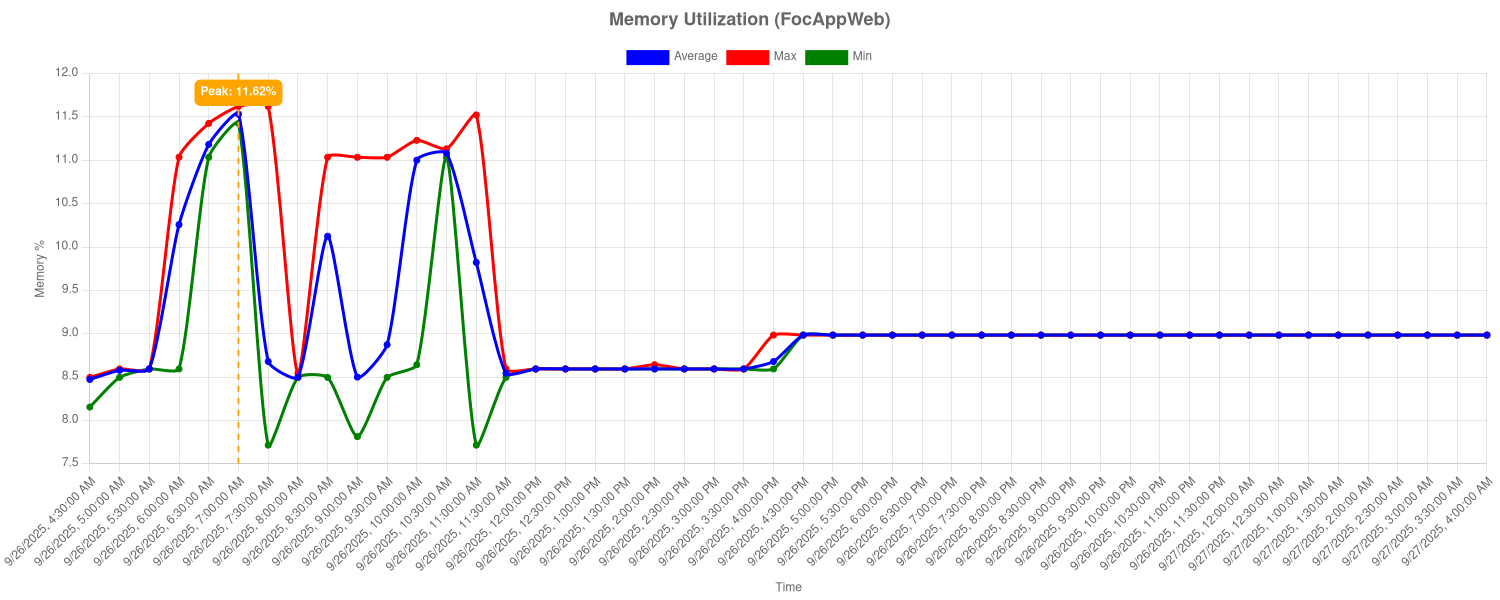 Memory Utilization (FocAppWeb)
Average Max Min
Peak: 11.62%
12.0
11.5
11.0
10.5
10.0
9.5
9.0
8.5
8.0
7.5
Memory %
9/26/2025, 4:30:00 AM
9/26/2025, 5:00:00 AM
9/26/2025, 5:30:00 AM
9/26/2025, 6:00:00 AM
9/26/2025, 6:30:00 AM
9/26/2025, 7:00:00 AM
9/26/2025, 7:30:00 AM
9/26/2025, 8:00:00 AM
9/26/2025, 8:30:00 AM
9/26/2025, 9:00:00 AM
9/26/2025, 9:30:00 AM
9/26/2025, 10:00:00 AM
9/26/2025, 10:30:00 AM
9/26/2025, 11:00:00 AM
9/26/2025, 11:30:00 AM
9/26/2025, 12:00:00 PM
9/26/2025, 12:30:00 PM
9/26/2025, 1:00:00 PM
9/26/2025, 1:30:00 PM
9/26/2025, 2:00:00 PM
9/26/2025, 2:30:00 PM
9/26/2025, 3:00:00 PM
9/26/2025, 3:30:00 PM
9/26/2025, 4:00:00 PM
9/26/2025, 4:30:00 PM
9/26/2025, 5:00:00 PM
9/26/2025, 5:30:00 PM
9/26/2025, 6:00:00 PM
9/26/2025, 6:30:00 PM
9/26/2025, 7:00:00 PM
9/26/2025, 7:30:00 PM
9/26/2025, 8:00:00 PM
9/26/2025, 8:30:00 PM
9/26/2025, 9:00:00 PM
9/26/2025, 9:30:00 PM
9/26/2025, 10:00:00 PM
9/26/2025, 10:30:00 PM
9/26/2025, 11:00:00 PM
9/26/2025, 11:30:00 PM
9/27/2025, 12:00:00 AM
9/27/2025, 12:30:00 AM
9/27/2025, 1:00:00 AM
9/27/2025, 1:30:00 AM
9/27/2025, 2:00:00 AM
9/27/2025, 2:30:00 AM
9/27/2025, 3:00:00 AM
9/27/2025, 3:30:00 AM
9/27/2025, 4:00:00 AM
Time